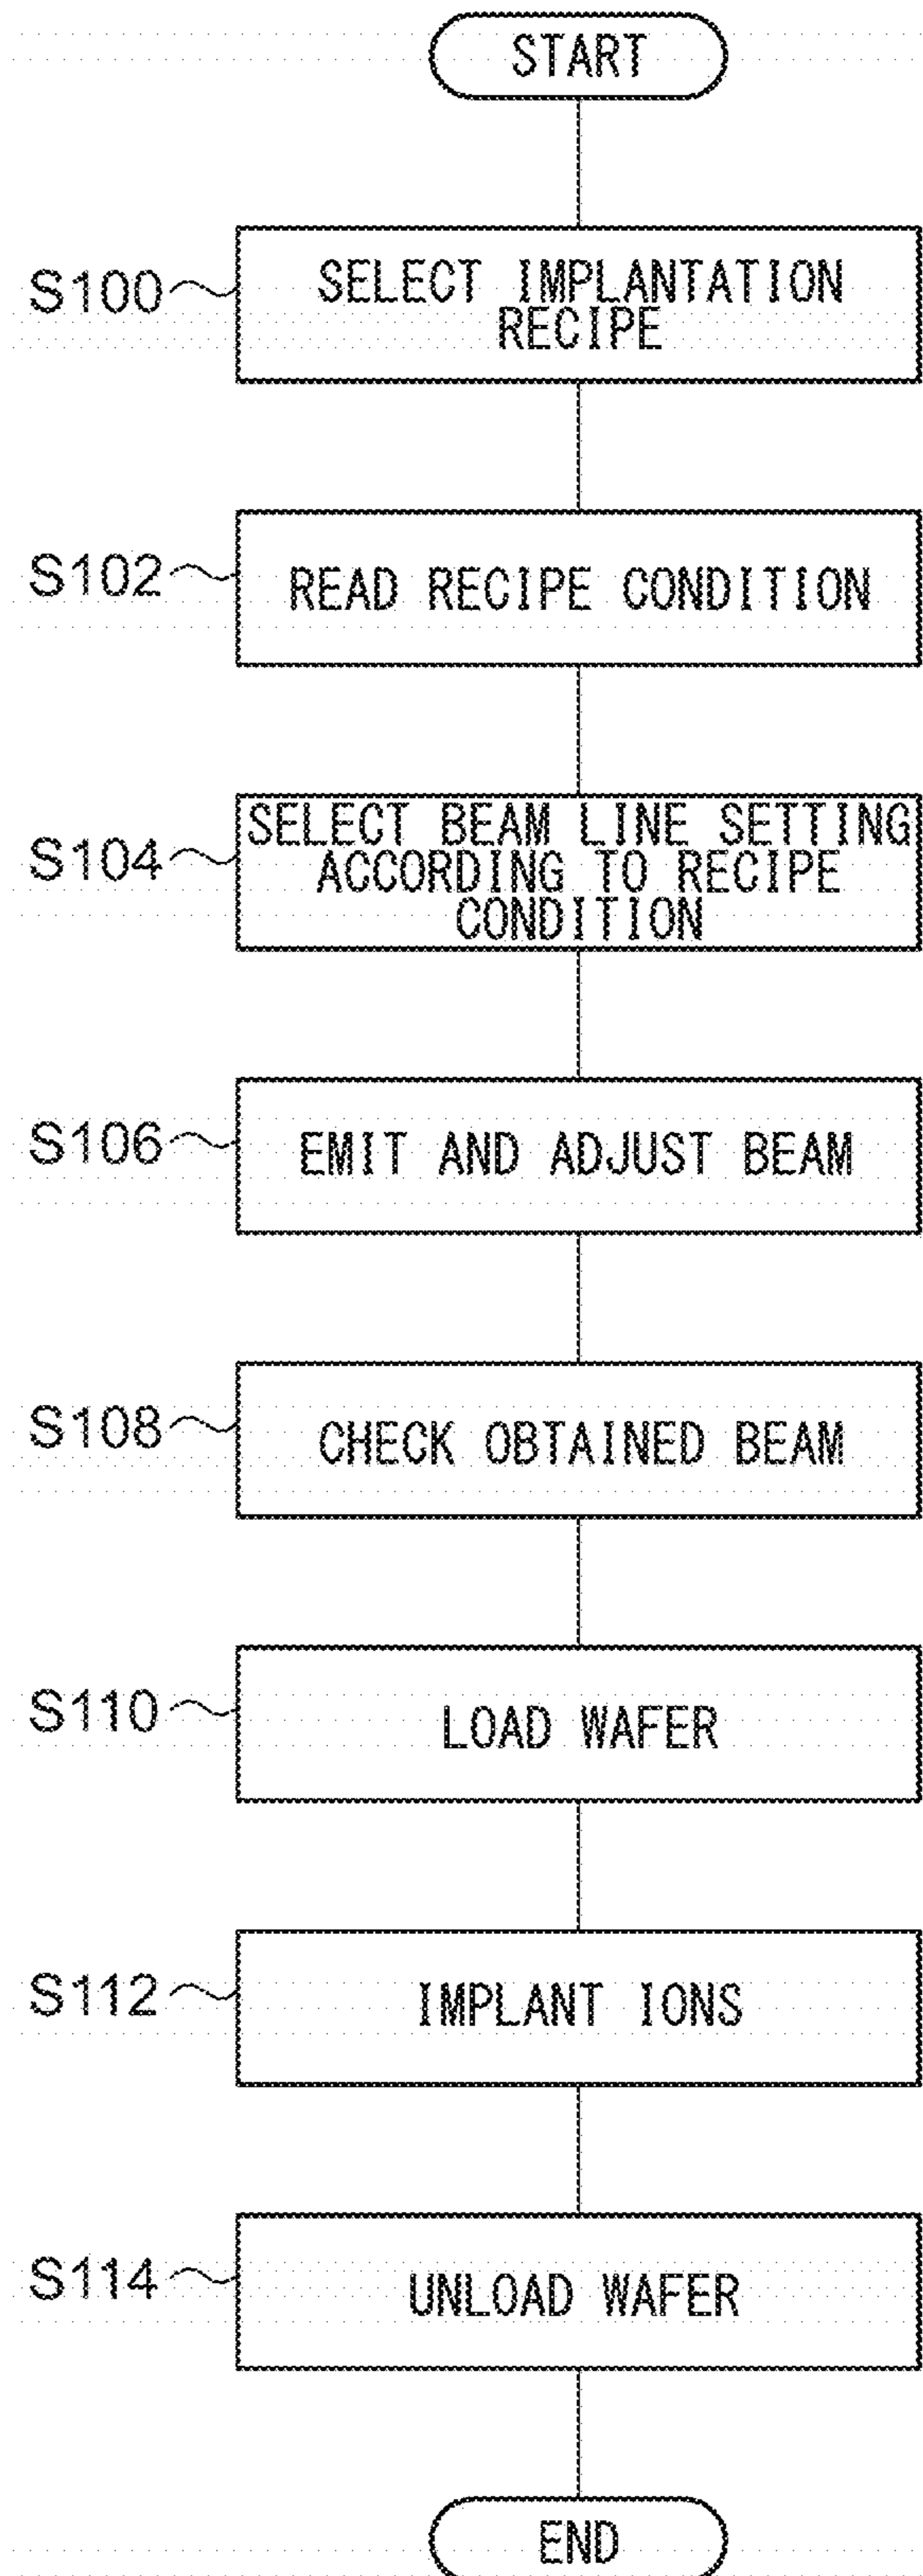 START
S100
SELECT IMPLANTATION
RECIPE
S102
READ RECIPE CONDITION
S104
SELECT BEAM LINE SETTING
ACCORDING TO RECIPE
CONDITION
S106
EMIT AND ADJUST BEAM
S108
CHECK OBTAINED BEAM
S110
LOAD WAFER
S112
IMPLANT IONS
S114
UNLOAD WAFER
END